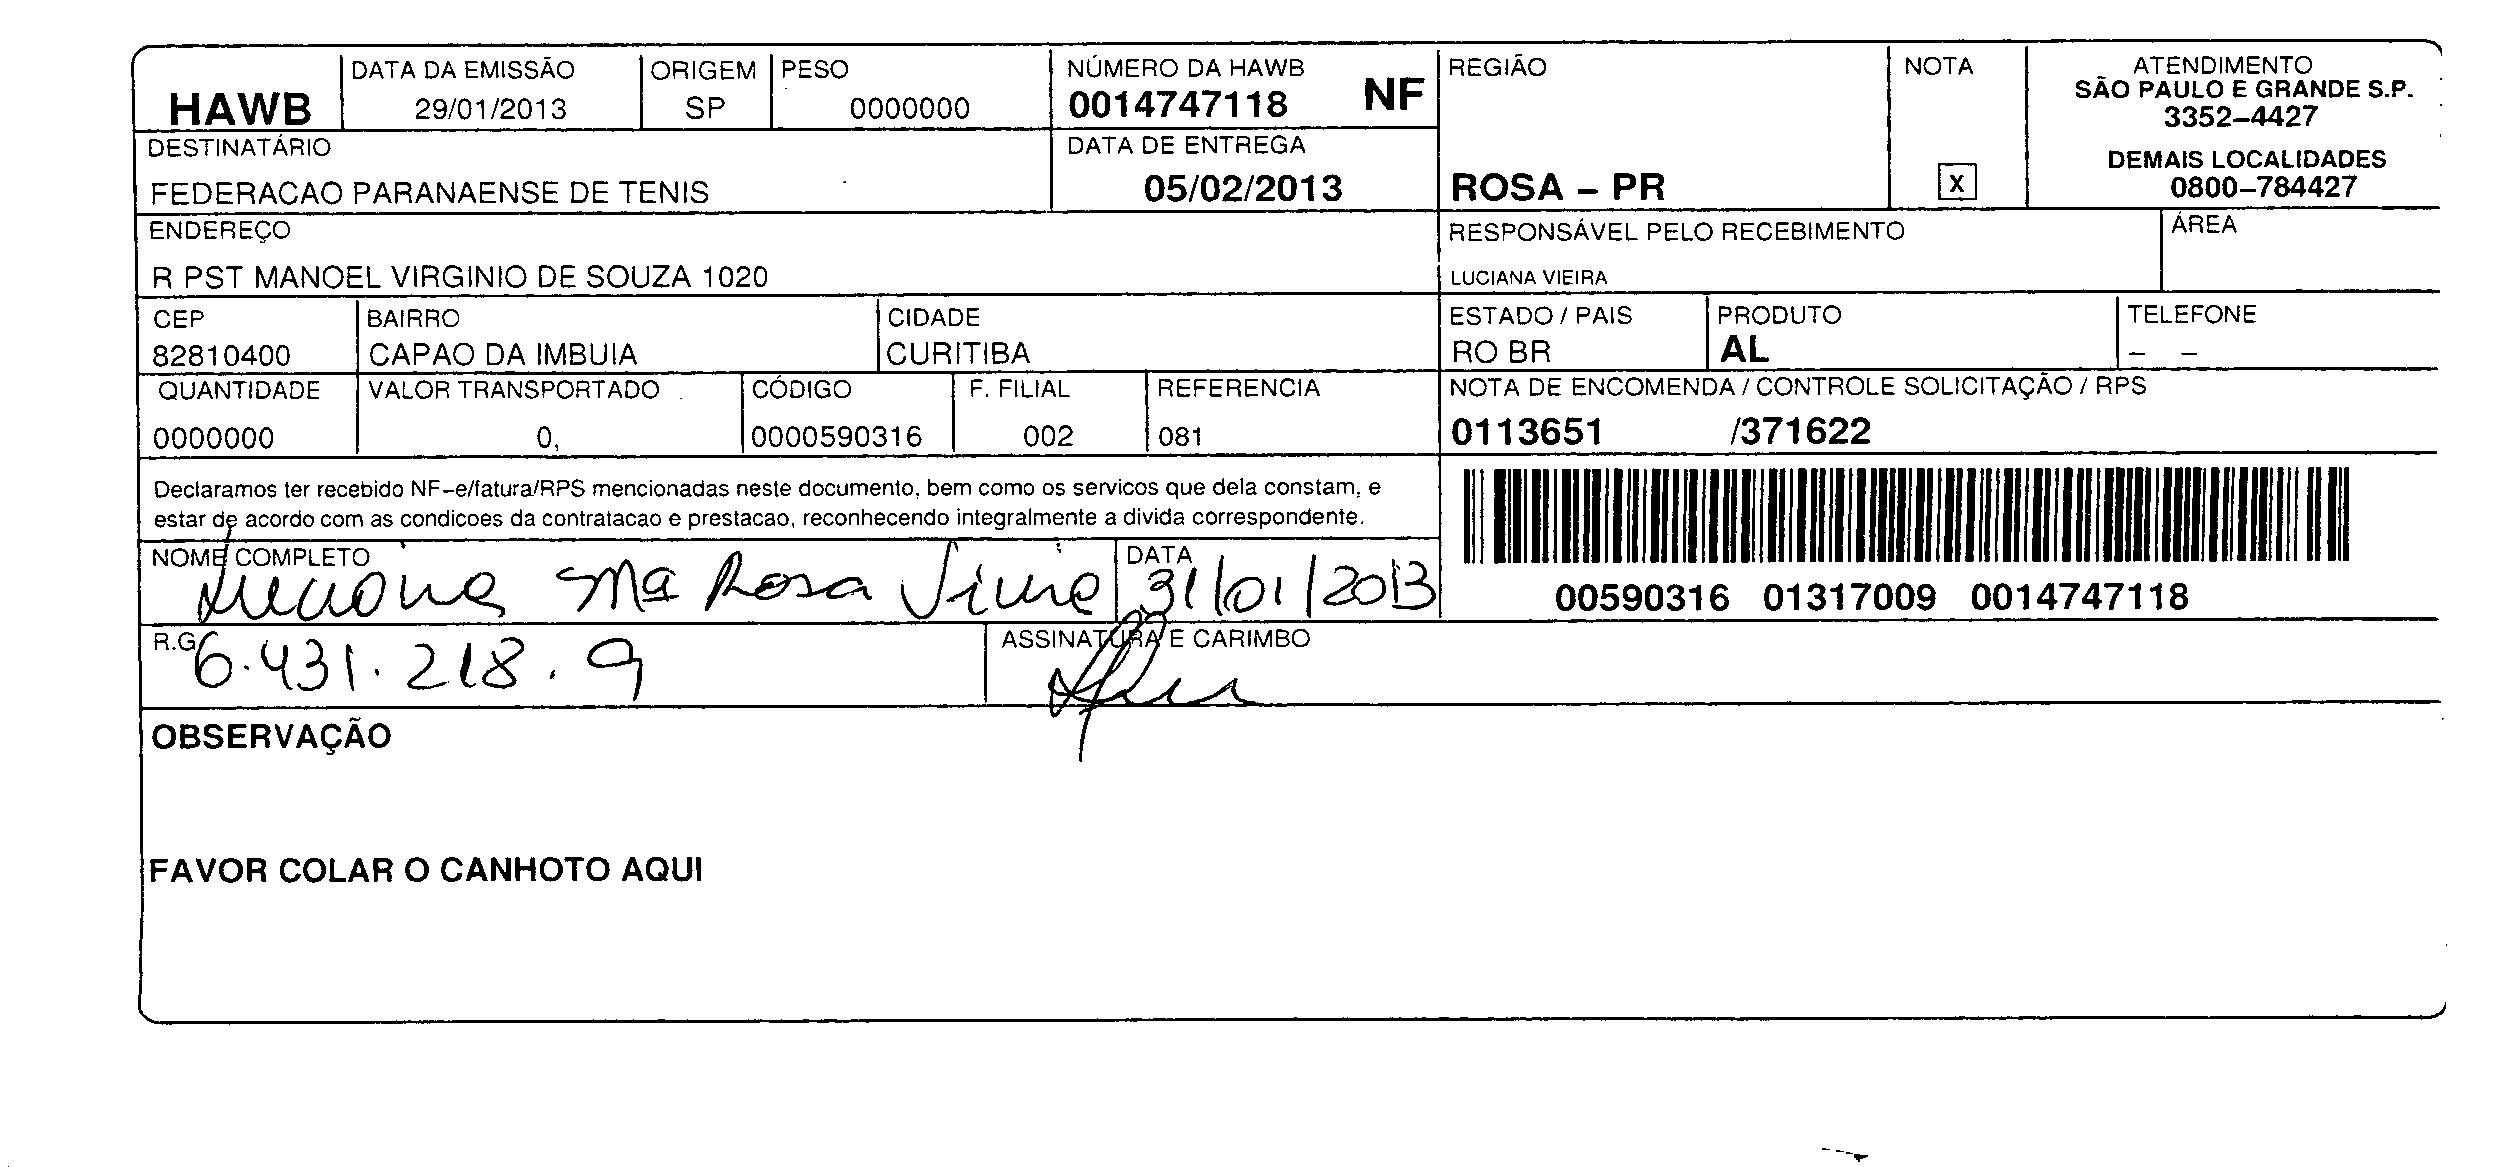 HAWB
DATA DA EMISSÃO
29/01/2013
ORIGEM
SP
PESO
0000000
NÚMERO DA HAWB
0014747118 NF
REGIÃO
ROSA – PR
NOTA
X
ATENDIMENTO
SÃO PAULO E GRANDE S.P.
3352–4427
DEMAIS LOCALIDADES
0800–784427
DESTINATÁRIO
FEDERACAO PARANAENSE DE TENIS
DATA DE ENTREGA
05/02/2013
ENDEREÇO
R PST MANOEL VIRGINIO DE SOUZA 1020
RESPONSÁVEL PELO RECEBIMENTO
LUCIANA VIEIRA
ÁREA
CEP
82810400
BAIRRO
CAPAO DA IMBUIA
CIDADE
CURITIBA
ESTADO / PAIS
RO BR
PRODUTO
AL
TELEFONE
– –
QUANTIDADE
0000000
VALOR TRANSPORTADO
0,
CÓDIGO
0000590316
F. FILIAL
002
REFERENCIA
081
NOTA DE ENCOMENDA / CONTROLE SOLICITAÇÃO / RPS
0113651 /371622
Declaramos ter recebido NF–e/fatura/RPS mencionadas neste documento, bem como os servicos que dela constam, e
estar de acordo com as condicoes da contratacao e prestacao, reconhecendo integralmente a divida correspondente.
00590316 01317009 0014747118
NOME COMPLETO
Luciana Mª Rosa Vieira
DATA
31/01/2013
R.G
6.431.218.9
ASSINATURA E CARIMBO
OBSERVAÇÃO
FAVOR COLAR O CANHOTO AQUI